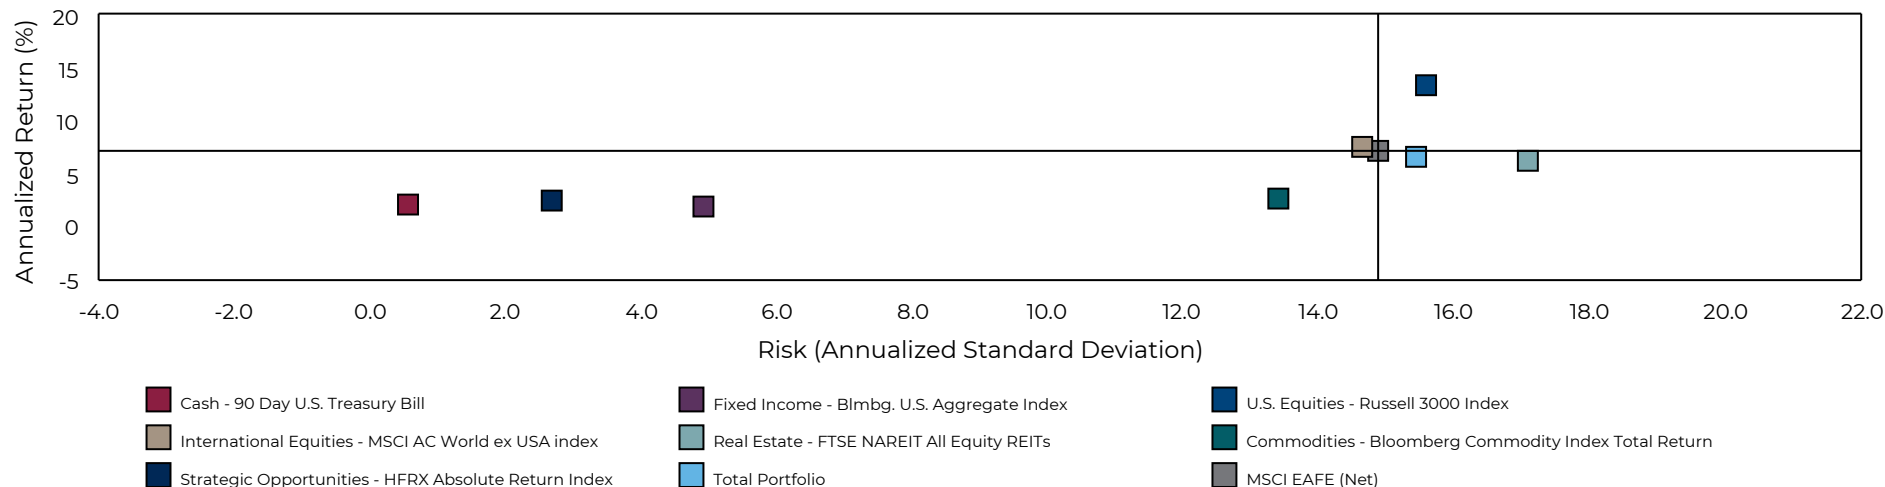 Annualized Return (%)
20
15
10
5
0
-5
-4.0 -2.0 0.0 2.0 4.0 6.0 8.0 10.0 12.0 14.0 16.0 18.0 20.0 22.0
Risk (Annualized Standard Deviation)
Cash - 90 Day U.S. Treasury Bill
Fixed Income - Blmbg. U.S. Aggregate Index
U.S. Equities - Russell 3000 Index
International Equities - MSCI AC World ex USA index
Real Estate - FTSE NAREIT All Equity REITs
Commodities - Bloomberg Commodity Index Total Return
Strategic Opportunities - HFRX Absolute Return Index
Total Portfolio
MSCI EAFE (Net)